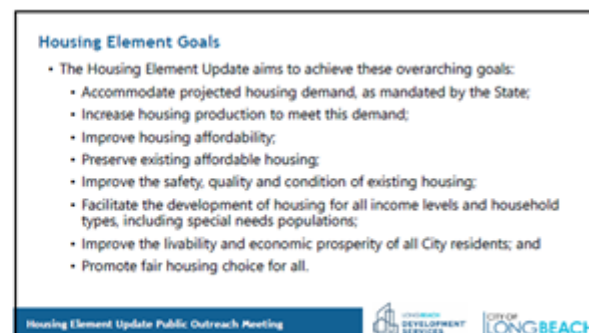 Housing Element Goals
• The Housing Element Update aims to achieve these overarching goals:
• Accommodate projected housing demand, as mandated by the State;
• Increase housing production to meet this demand;
• Improve housing affordability;
• Preserve existing affordable housing;
• Improve the safety, quality and condition of existing housing;
• Facilitate the development of housing for all income levels and household
types, including special needs populations;
• Improve the livability and economic prosperity of all City residents; and
• Promote fair housing choice for all.
Housing Element Update Public Outreach Meeting
LONG BEACH
DEVELOPMENT
SERVICES
CITY OF
LONG BEACH